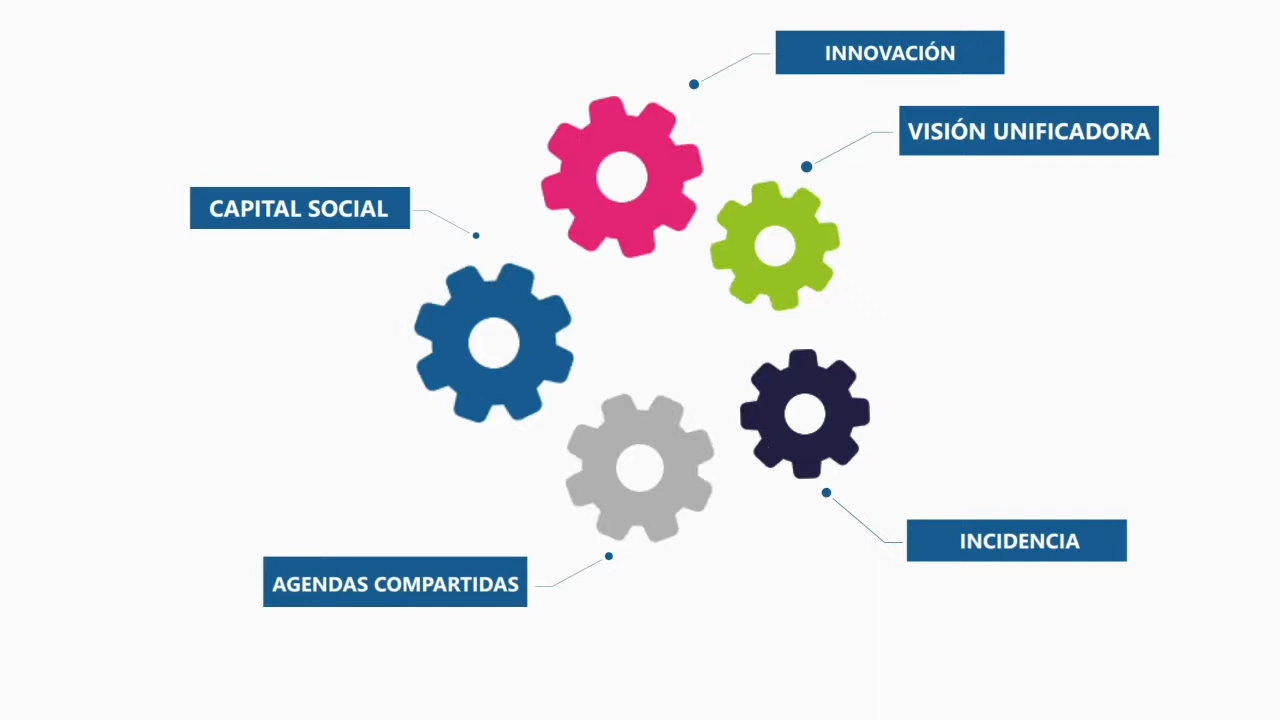 INNOVACIÓN
VISIÓN UNIFICADORA
CAPITAL SOCIAL
INCIDENCIA
AGENDAS COMPARTIDAS